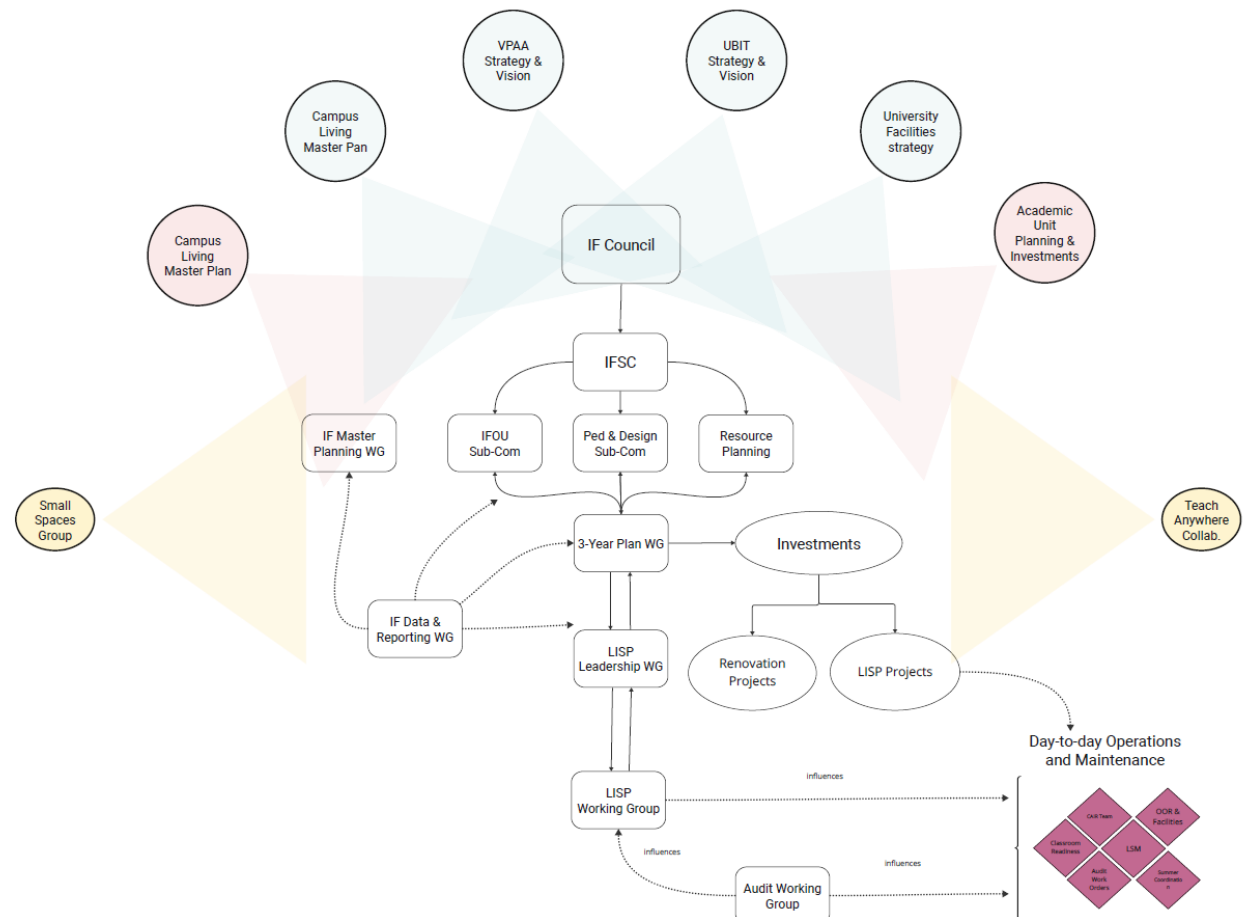 VPAA
Strategy &
Vision
UBIT
Strategy &
Vision
Campus
Living
Master Pan
University
Facilities
strategy
Campus
Living
Master Plan
Academic
Unit
Planning &
Investments
IF Council
IFSC
IF Master
Planning WG
IFOU
Sub-Com
Ped & Design
Sub-Com
Resource
Planning
Small
Spaces
Group
Teach
Anywhere
Collab.
3-Year Plan WG
Investments
IF Data &
Reporting WG
LISP
Leadership WG
Renovation
Projects
LISP Projects
Day-to-day Operations
and Maintenance
LISP
Working Group
influences
influences
influences
Audit Working
Group
OOR &
Facilities
Team
Classroom
Readiness
LSM
Audit
Work
Orders
Summer
Coordinatio
n